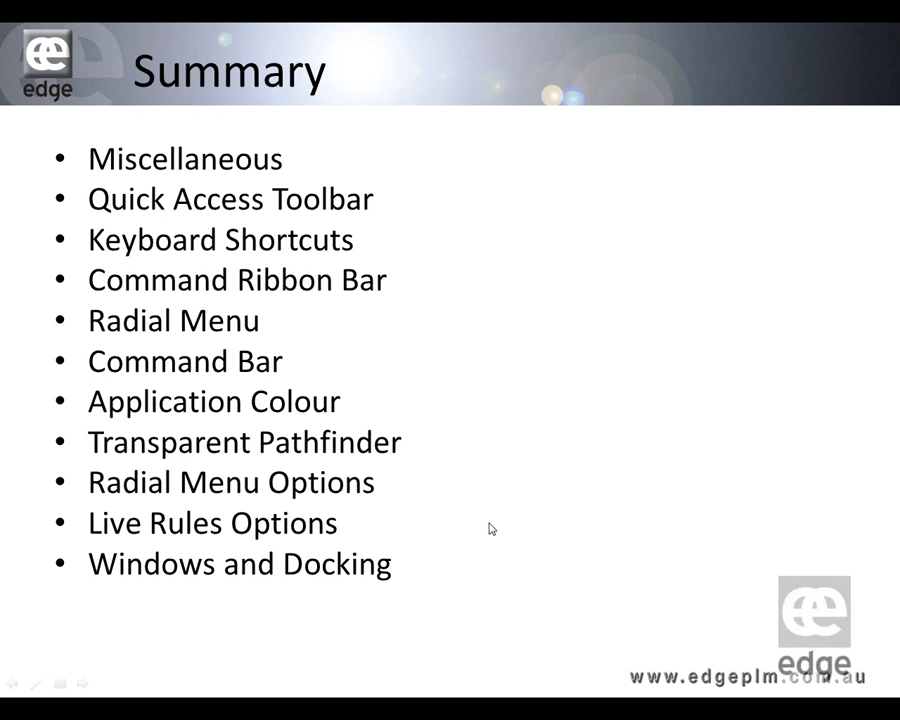 edge
Summary
• Miscellaneous
• Quick Access Toolbar
• Keyboard Shortcuts
• Command Ribbon Bar
• Radial Menu
• Command Bar
• Application Colour
• Transparent Pathfinder
• Radial Menu Options
• Live Rules Options
• Windows and Docking
edge
www.edgeplm.com.au